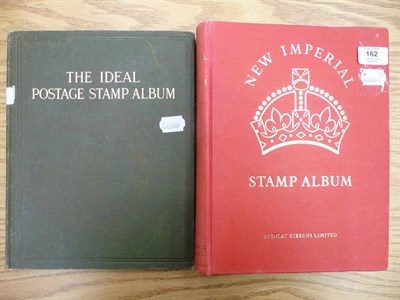 THE IDEAL
POSTAGE STAMP ALBUM
NEW IMPERIAL
STAMP ALBUM
STANLEY GIBBONS LIMITED
162